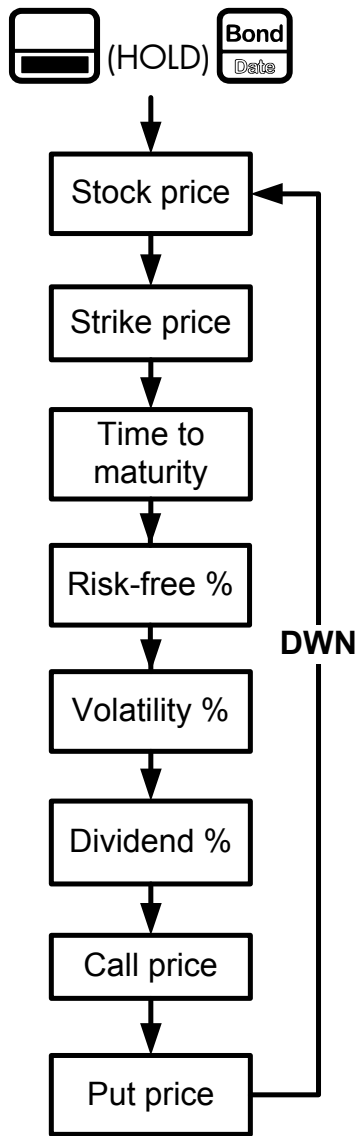 (HOLD) Bond
Date
Stock price
Strike price
Time to
maturity
Risk-free %
DWN
Volatility %
Dividend %
Call price
Put price